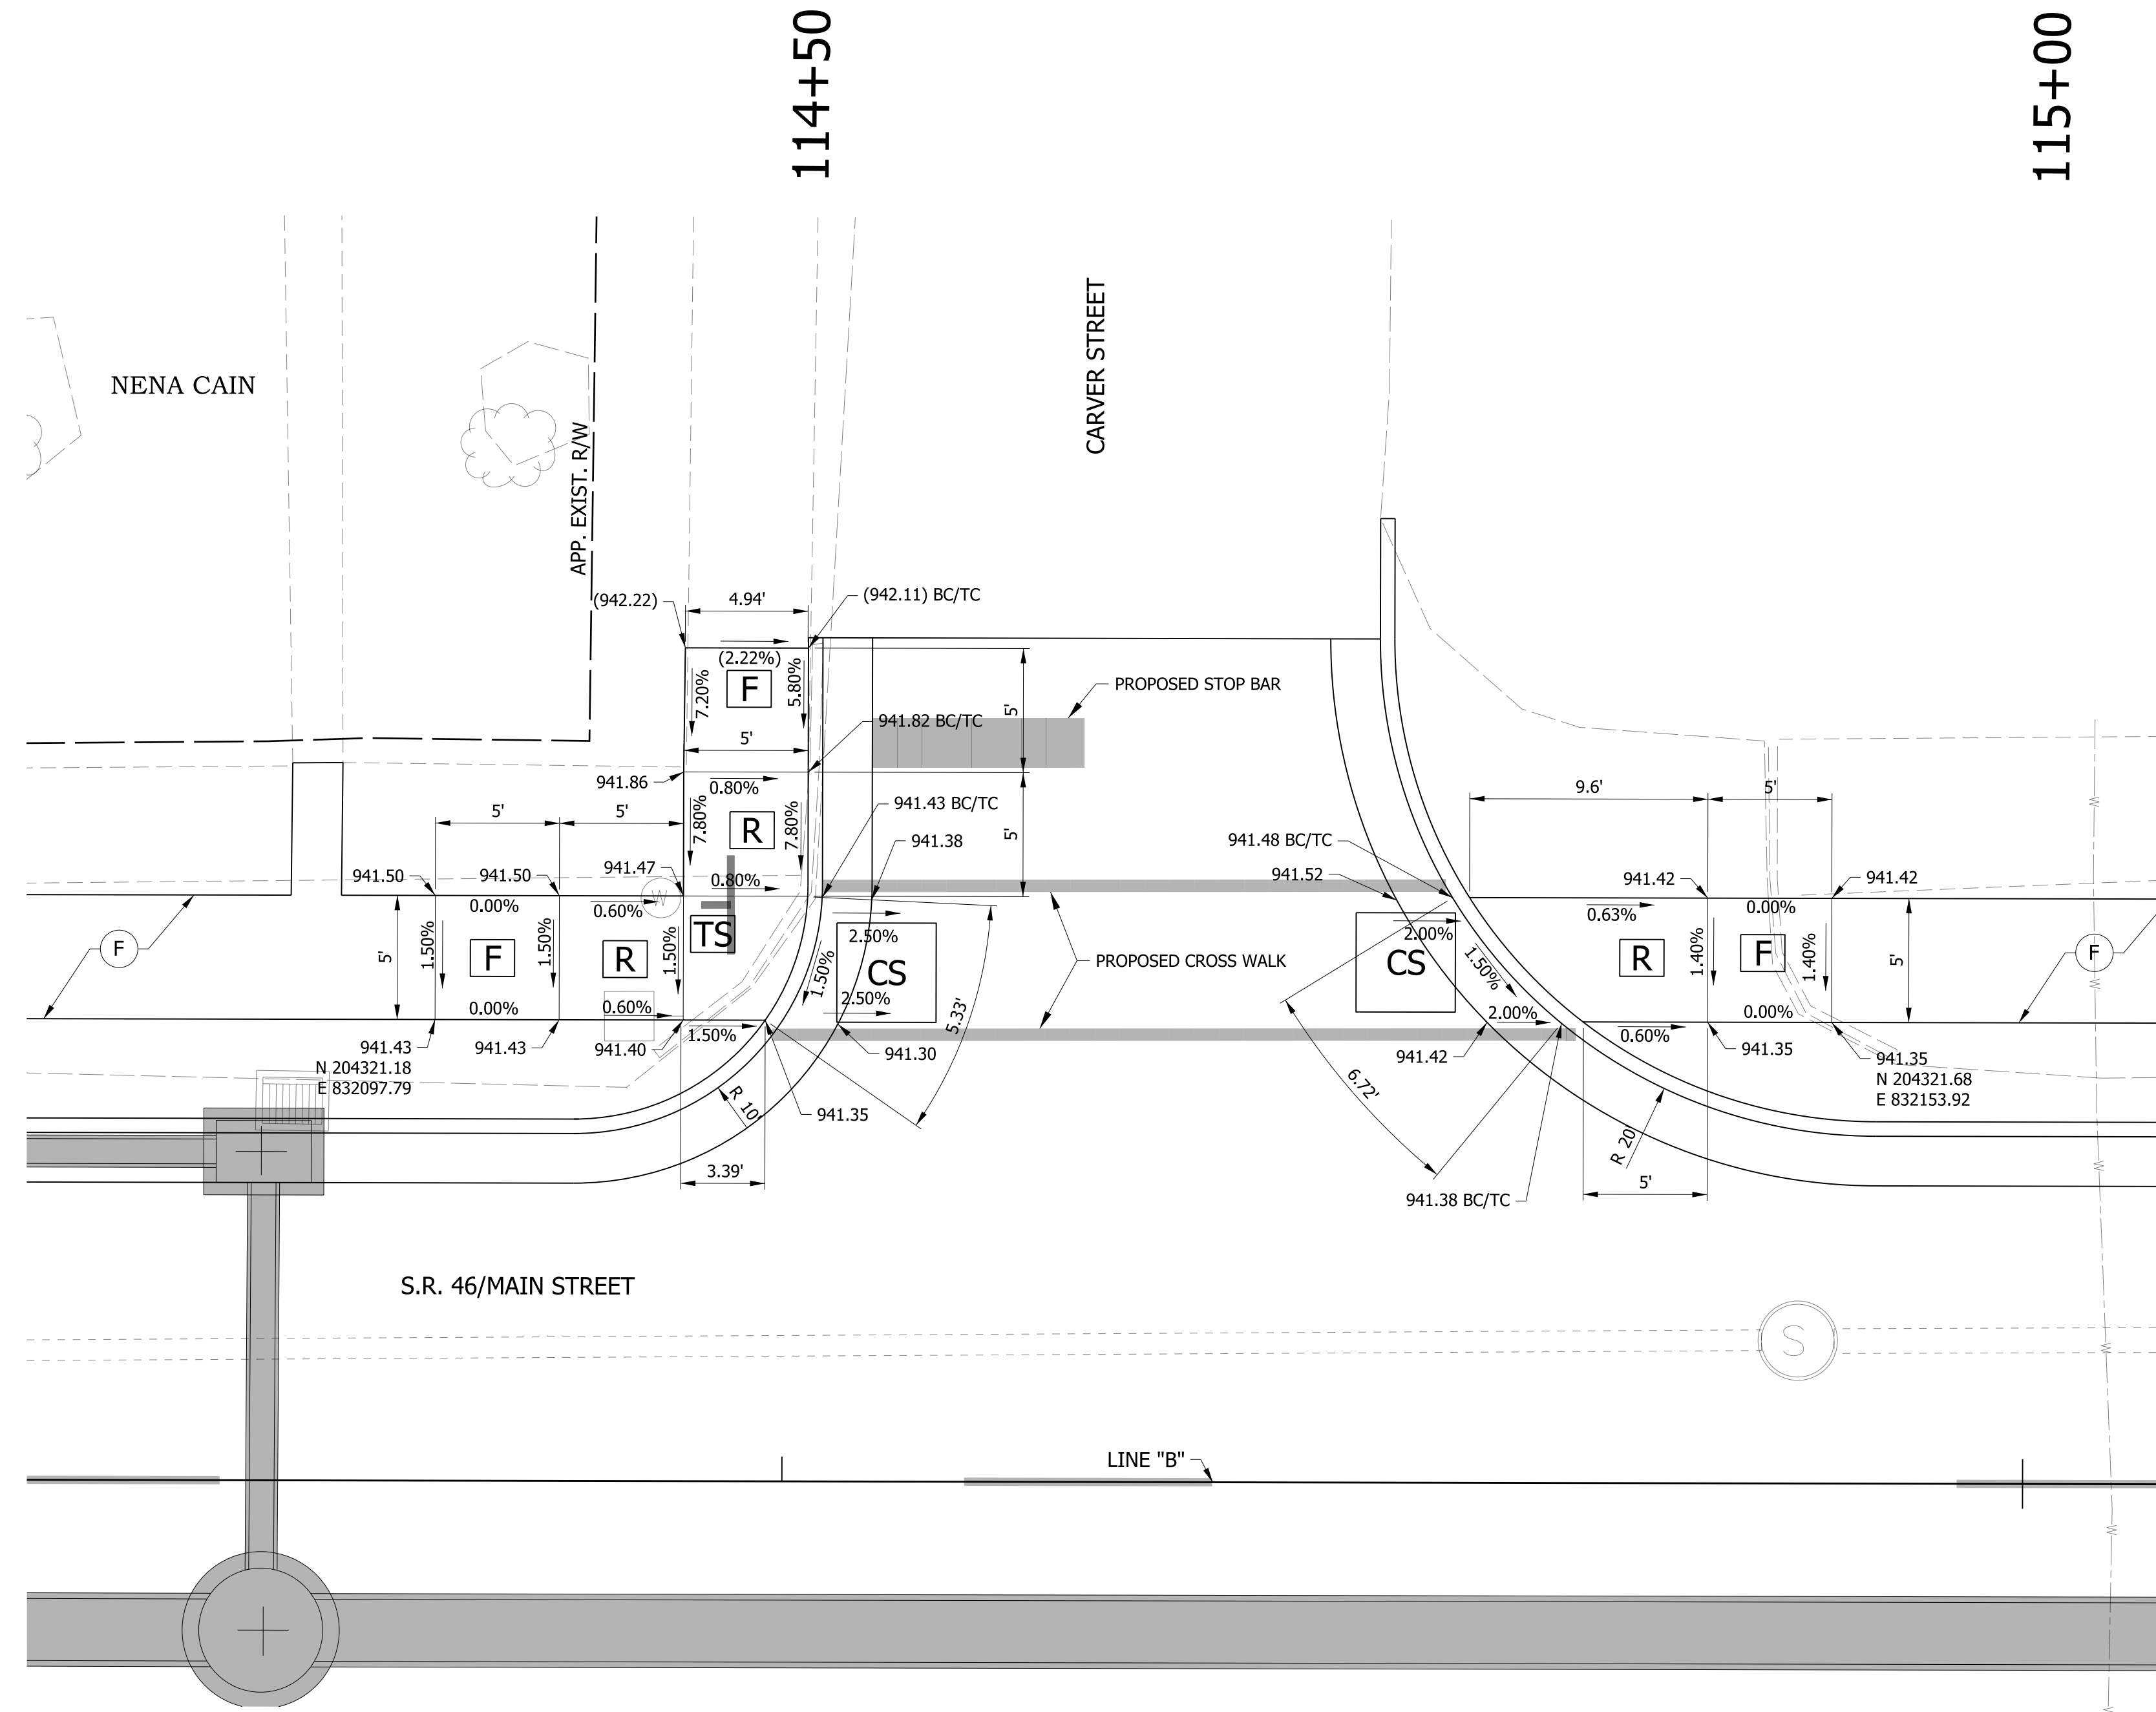 114+50
115+00
NENA CAIN
APP. EXIST. R/W
CARVER STREET
(942.22)
4.94'
(942.11) BC/TC
(2.22%)
7.20%
F
5.80%
PROPOSED STOP BAR
5'
941.82 BC/TC
5'
941.86
0.80%
7.80%
R
7.80%
5'
941.43 BC/TC
941.38
5'
5'
941.50
941.50
941.47
0.80%
W
0.00%
0.60%
TS
F
5'
1.50%
F
1.50%
R
1.50%
0.00%
0.60%
1.50%
941.43
N 204321.18
E 832097.79
941.43
941.40
2.50%
CS
1.50%
2.50%
5.33'
941.30
R 10'
941.35
3.39'
PROPOSED CROSS WALK
941.48 BC/TC
941.52
2.00%
CS
1.50%
2.00%
941.42
6.72'
941.38 BC/TC
R 20'
5'
9.6'
5'
941.42
941.42
0.63%
0.00%
R
1.40%
F
1.40%
5'
F
0.60%
0.00%
941.35
941.35
N 204321.68
E 832153.92
S.R. 46/MAIN STREET
S
LINE "B"